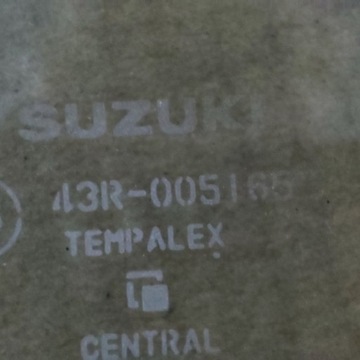 SUZUKI
43R-005165
TEMPALEX
CENTRAL